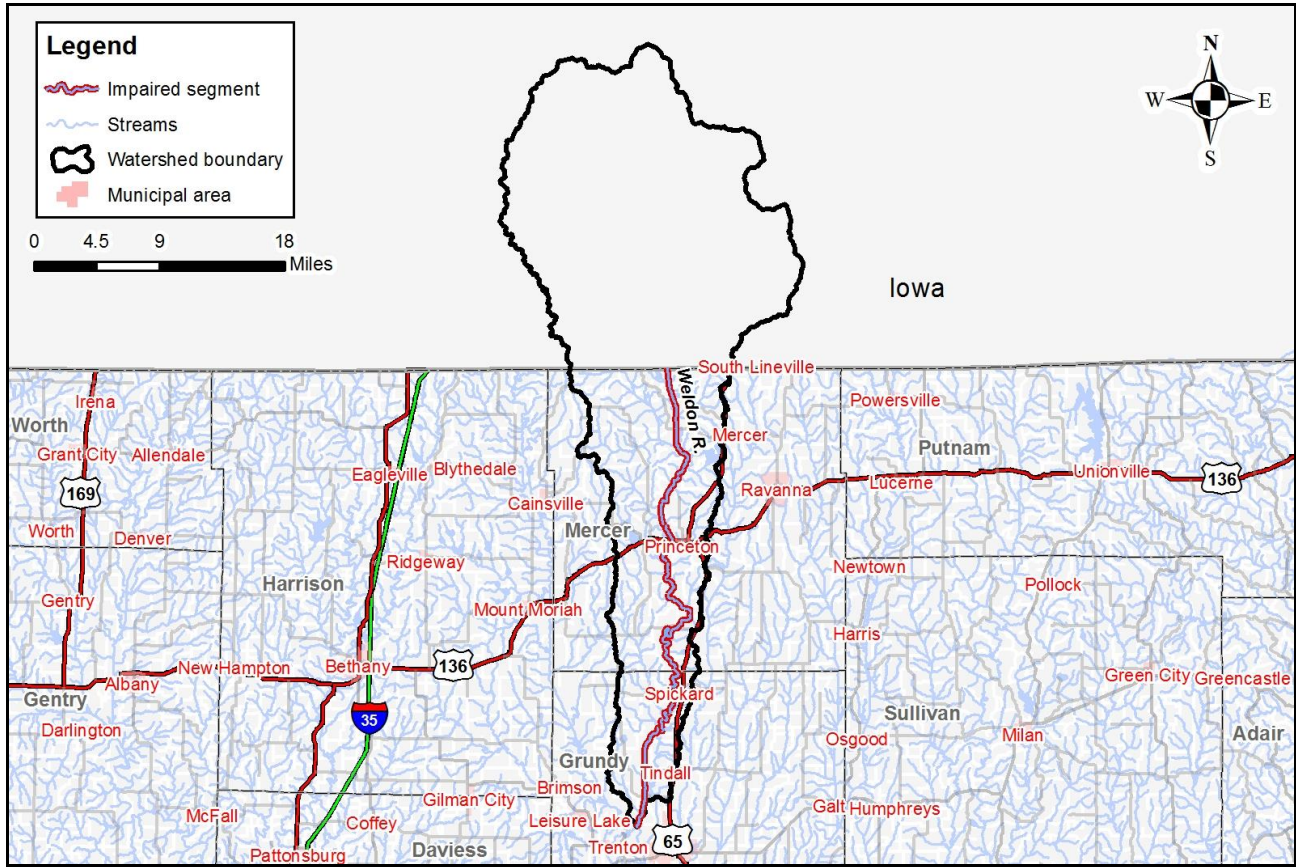 Legend
Impaired segment
Streams
Watershed boundary
Municipal area
0 4.5 9 18
Miles
N
W E
S
Iowa
South Lineville
Weldon R.
Irena
Powersville
Worth
Mercer
Putnam
Grant City
Allendale
Eagleville
Blythedale
Unionville
169
Ravanna
Lucerne
136
Cainsville
Worth
Denver
Mercer
Princeton
Ridgeway
Newtown
Harrison
Pollock
Gentry
Mount Moriah
Harris
New Hampton
Bethany
136
Albany
Green City
Greencastle
Gentry
Spickard
35
Sullivan
Darlington
Osgood
Milan
Adair
Grundy
Tindall
Brimson
Gilman City
McFall
Coffey
Leisure Lake
Galt
Humphreys
Trenton
65
Pattonsburg
Daviess